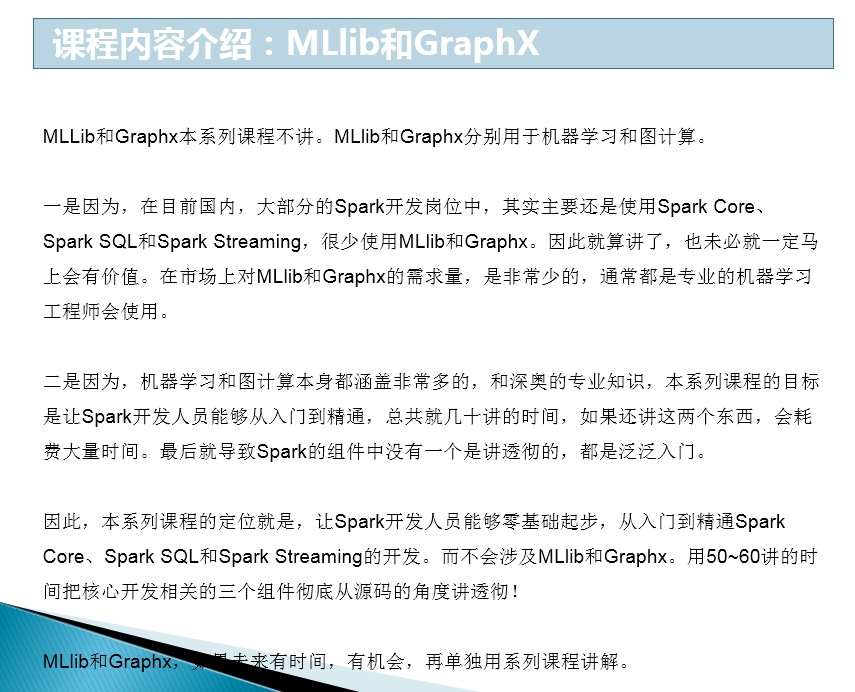 课程内容介绍：MLlib和GraphX
MLLib和Graphx本系列课程不讲。MLlib和Graphx分别用于机器学习和图计算。
一是因为，在目前国内，大部分的Spark开发岗位中，其实主要还是使用Spark Core、
Spark SQL和Spark Streaming，很少使用MLlib和Graphx。因此就算讲了，也未必就一定马
上会有价值。在市场上对MLlib和Graphx的需求量，是非常少的，通常都是专业的机器学习
工程师会使用。
二是因为，机器学习和图计算本身都涵盖非常多的，和深奥的专业知识，本系列课程的目标
是让Spark开发人员能够从入门到精通，总共就几十讲的时间，如果还讲这两个东西，会耗
费大量时间。最后就导致Spark的组件中没有一个是讲透彻的，都是泛泛入门。
因此，本系列课程的定位就是，让Spark开发人员能够零基础起步，从入门到精通Spark
Core、Spark SQL和Spark Streaming的开发。而不会涉及MLlib和Graphx。用50~60讲的时
间把核心开发相关的三个组件彻底从源码的角度讲透彻！
MLlib和Graphx，如果未来有时间，有机会，再单独用系列课程讲解。